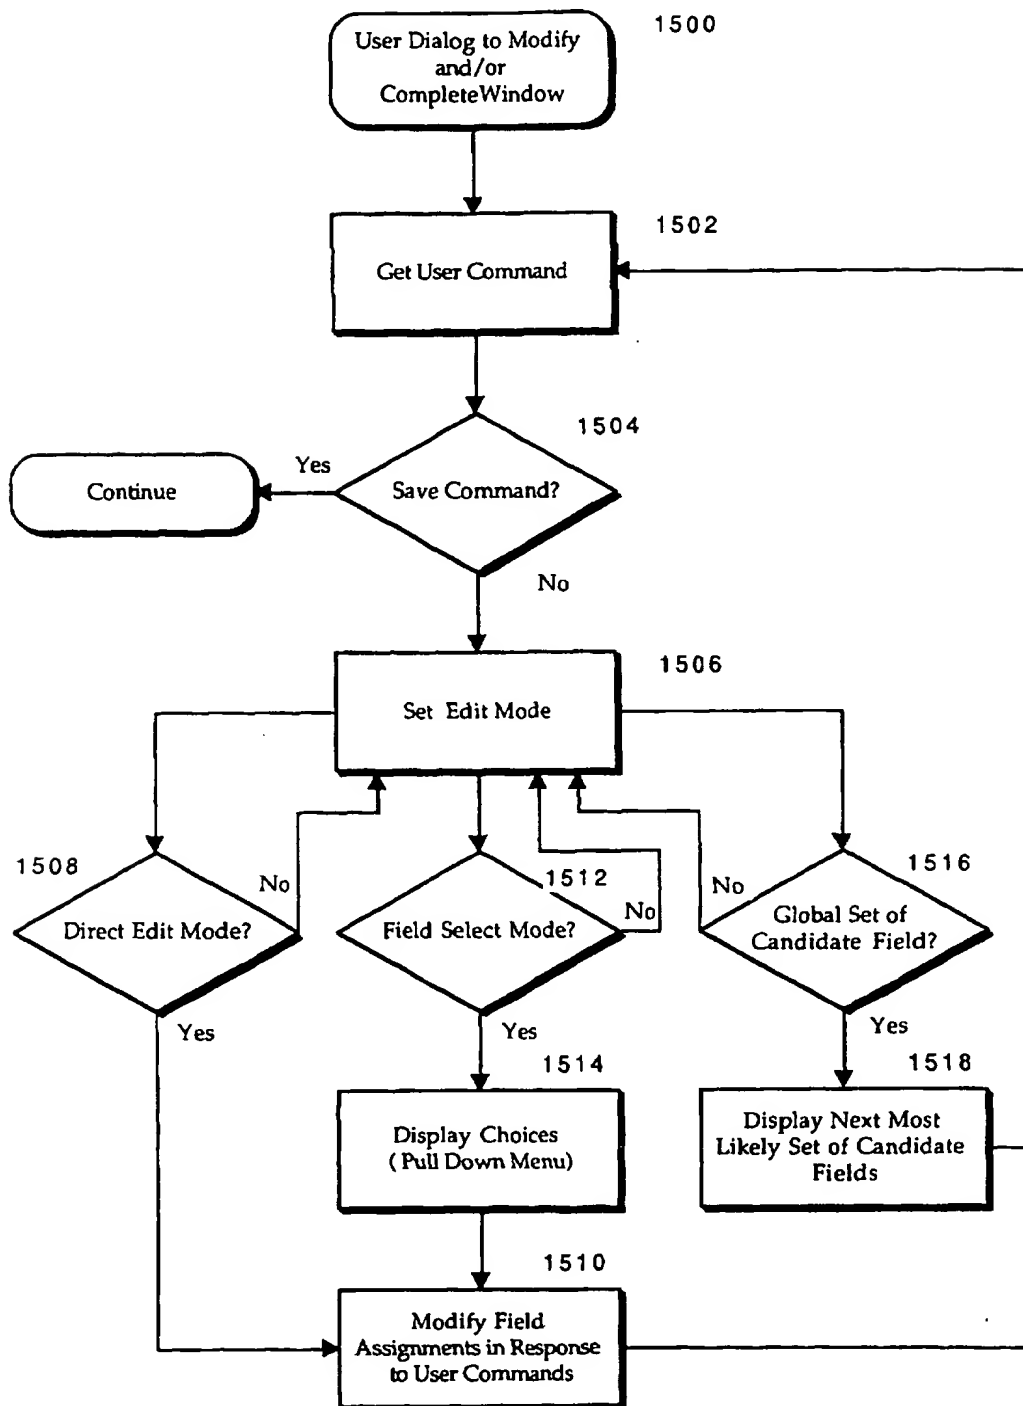 1500
User Dialog to Modify
and/or
CompleteWindow
1502
Get User Command
1504
Yes
Continue
Save Command?
No
1506
Set Edit Mode
1508
No
Direct Edit Mode?
Yes
1512
No
Field Select Mode?
Yes
1516
No
Global Set of
Candidate Field?
Yes
1514
Display Choices
( Pull Down Menu)
1518
Display Next Most
Likely Set of Candidate
Fields
1510
Modify Field
Assignments in Response
to User Commands